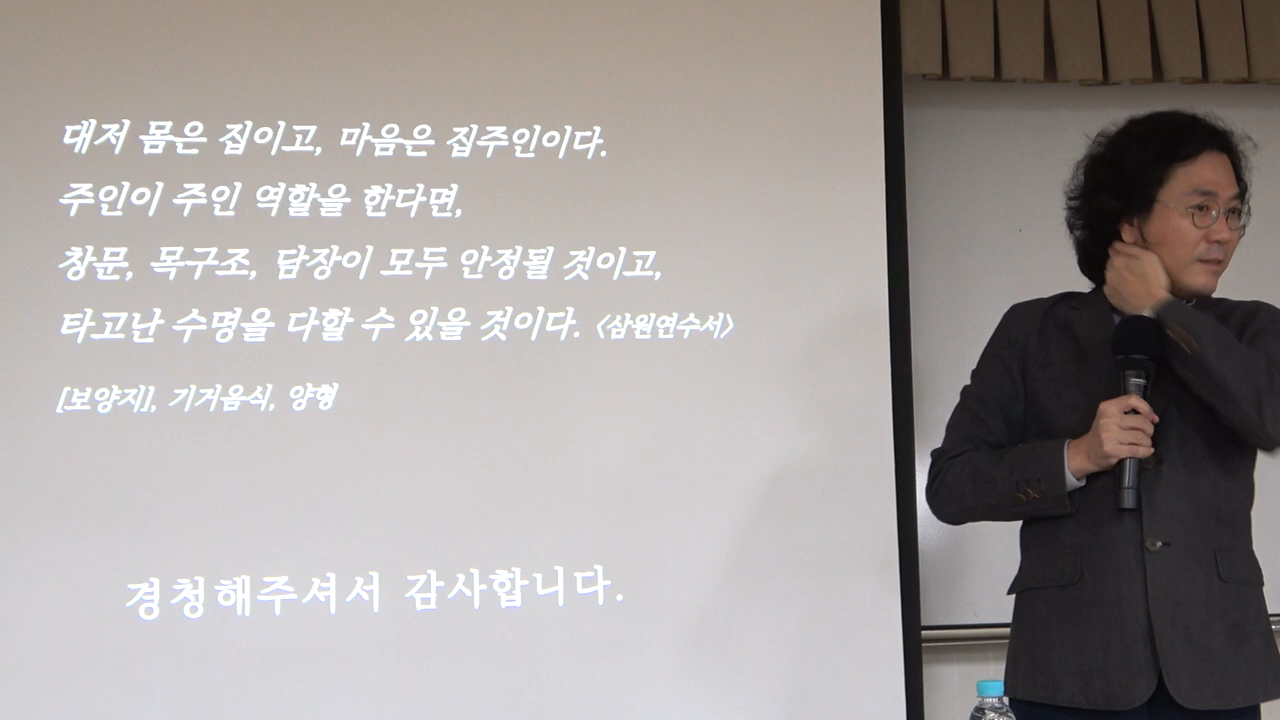 대저 몸은 집이고, 마음은 집주인이다.
주인이 주인 역할을 한다면,
창문, 목구조, 담장이 모두 안정될 것이고,
타고난 수명을 다할 수 있을 것이다. <삼원연수서>
[보양지], 기거음식, 양형
경청해주셔서 감사합니다.